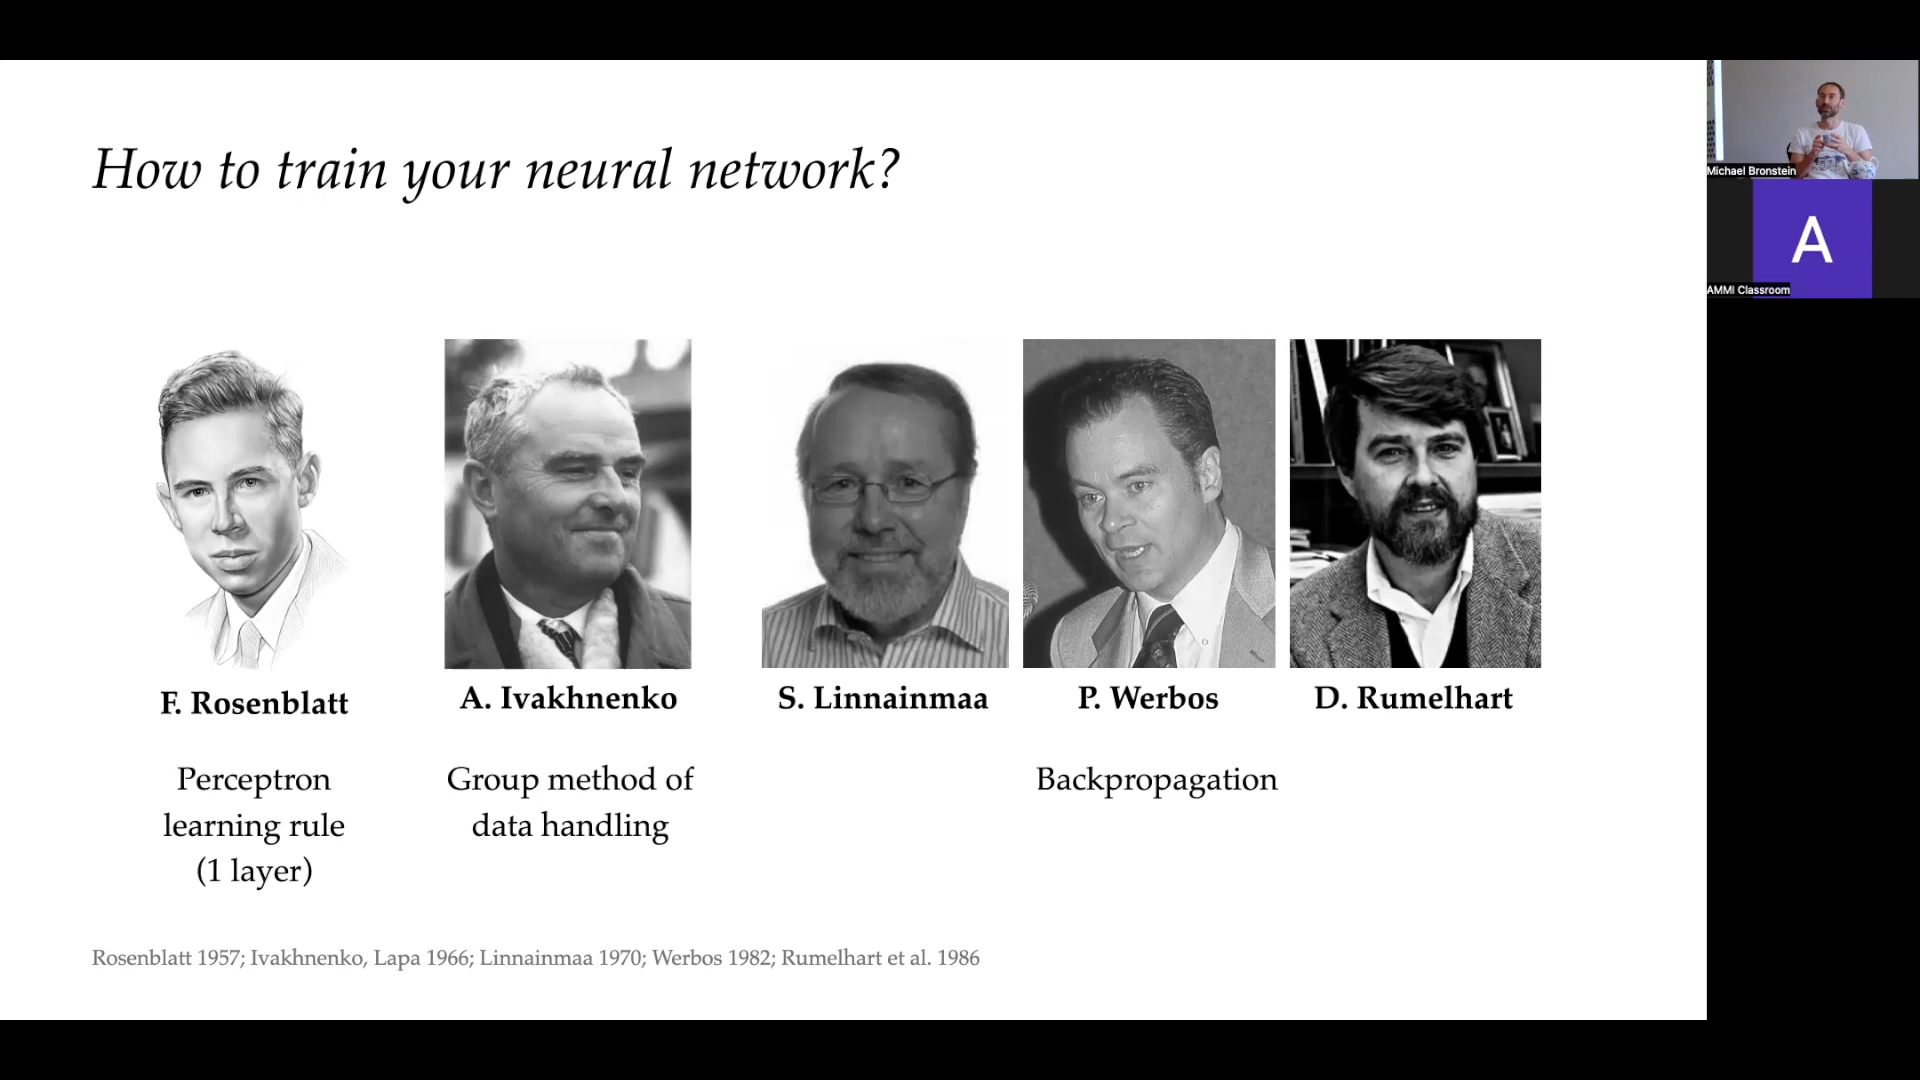 How to train your neural network?
Michael Bronstein
A
AMMI Classroom
F. Rosenblatt
A. Ivakhnenko
S. Linnainmaa
P. Werbos
D. Rumelhart
Perceptron
learning rule
(1 layer)
Group method of
data handling
Backpropagation
Rosenblatt 1957; Ivakhnenko, Lapa 1966; Linnainmaa 1970; Werbos 1982; Rumelhart et al. 1986